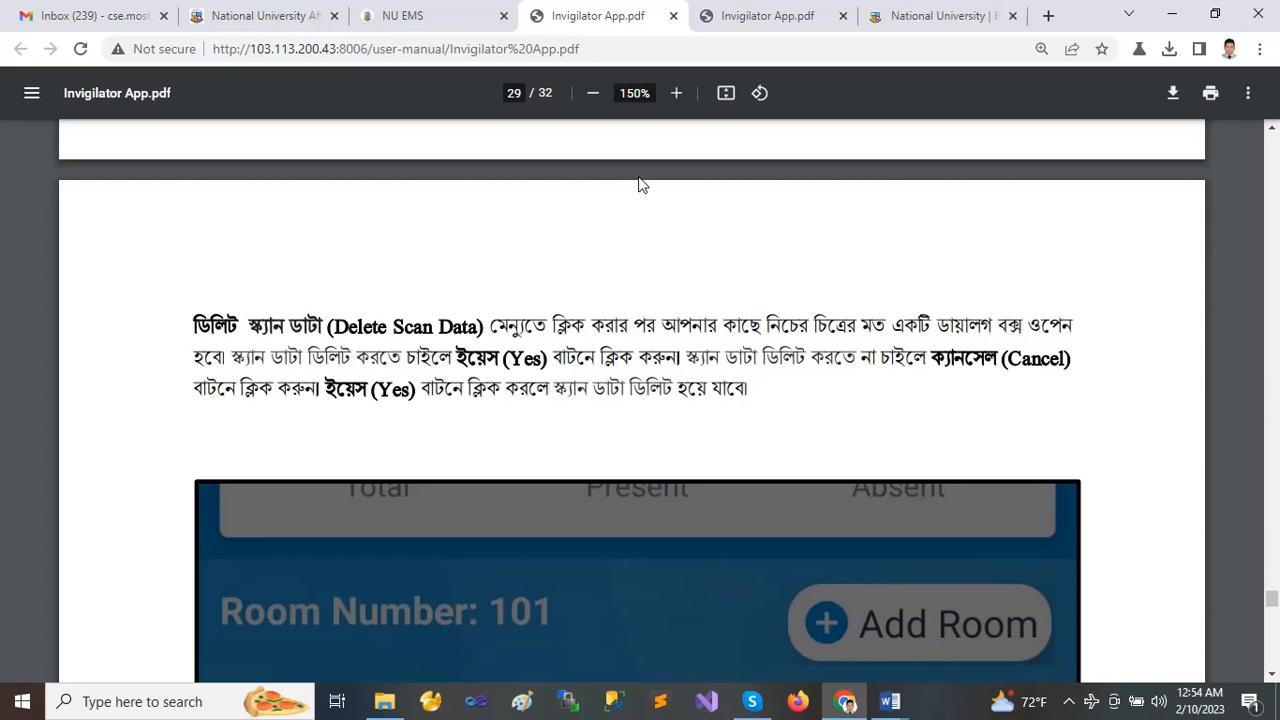 Inbox (239) - cse.most
National University Af
NU EMS
Invigilator App.pdf
Invigilator App.pdf
National University | B
Not secure
http://103.113.200.43:8006/user-manual/Invigilator%20App.pdf
Invigilator App.pdf
29 / 32
150%
ডিলিট স্ক্যান ডাটা (Delete Scan Data) মেন্যুতে ক্লিক করার পর আপনার কাছে নিচের চিত্রের মত একটি ডায়ালগ বক্স ওপেন
হবে। স্ক্যান ডাটা ডিলিট করতে চাইলে ইয়েস (Yes) বাটনে ক্লিক করুন। স্ক্যান ডাটা ডিলিট করতে না চাইলে ক্যানসেল (Cancel)
বাটনে ক্লিক করুন। ইয়েস (Yes) বাটনে ক্লিক করলে স্ক্যান ডাটা ডিলিট হয়ে যাবে।
Total Present Absent
Room Number: 101
Add Room
Type here to search
72°F
12:54 AM
2/10/2023
1